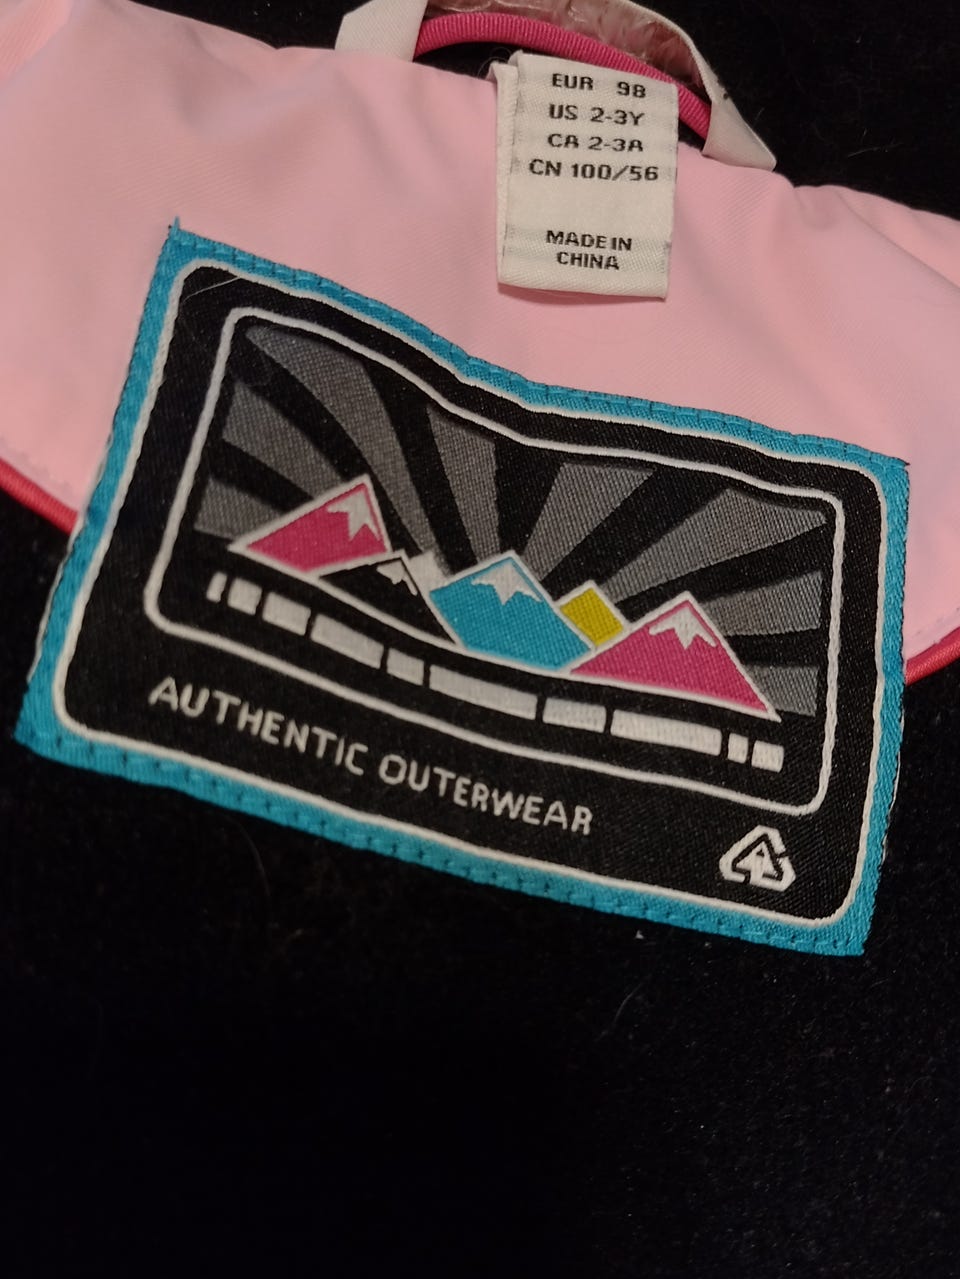 EUR 98
US 2-3Y
CA 2-3A
CN 100/56
MADE IN
CHINA
AUTHENTIC OUTERWEAR